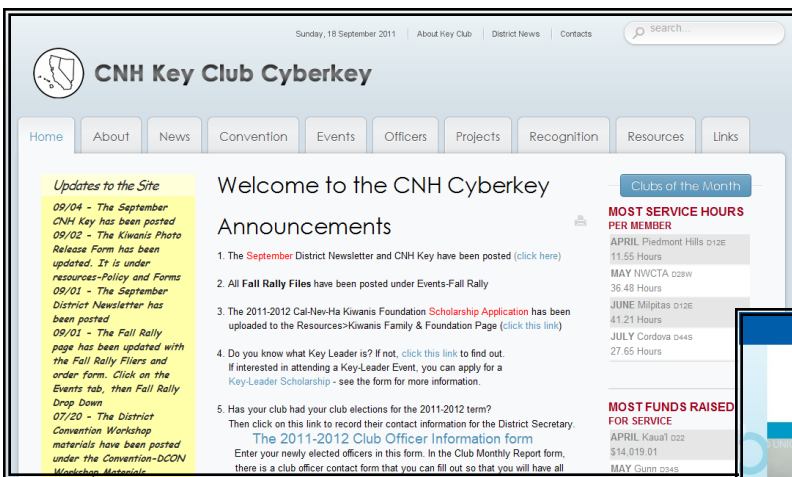 Sunday, 18 September 2011 About Key Club District News Contacts search...
CNH Key Club Cyberkey
Home About News Convention Events Officers Projects Recognition Resources Links
Updates to the Site
09/04 - The September
CNH Key has been posted
09/02 - The Kiwanis Photo
Release Form has been
updated. It is under
resources-Policy and Forms
09/01 - The September
District Newsletter has
been posted
09/01 - The Fall Rally
page has been updated with
the Fall Rally Fliers and
order form. Click on the
Events tab, then Fall Rally
Drop Down
07/20 - The District
Convention Workshop
materials have been posted
under the Convention-DCON
Workshop Materials
Welcome to the CNH Cyberkey
Announcements
1. The September District Newsletter and CNH Key have been posted (click here)
2. All Fall Rally Files have been posted under Events-Fall Rally
3. The 2011-2012 Cal-Nev-Ha Kiwanis Foundation Scholarship Application has been
uploaded to the Resources>Kiwanis Family & Foundation Page (click this link)
4. Do you know what Key Leader is? If not, click this link to find out.
If interested in attending a Key-Leader Event, you can apply for a
Key-Leader Scholarship - see the form for more information.
5. Has your club had your club elections for the 2011-2012 term?
Then click on this link to record their contact information for the District Secretary.
The 2011-2012 Club Officer Information form
Enter your newly elected officers in this form. In the Club Monthly Report form,
there is a club officer contact form that you can fill out so that you will have all
Clubs of the Month
MOST SERVICE HOURS
PER MEMBER
APRIL Piedmont Hills D12E
11.55 Hours
MAY NWCTA D28W
36.48 Hours
JUNE Milpitas D12E
41.21 Hours
JULY Cordova D44S
27.65 Hours
MOST FUNDS RAISED
FOR SERVICE
APRIL Kaua'I D22
$14,019.01
MAY Gunn D34S